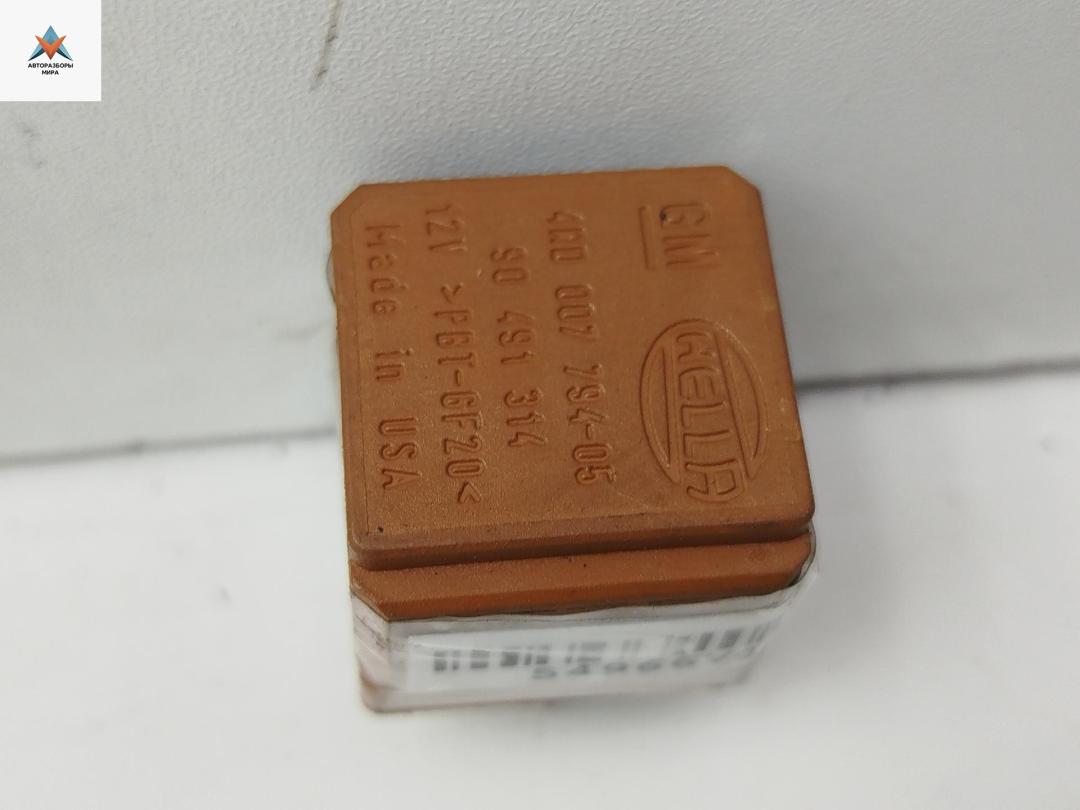 АВТОРАЗБОРЫ
МИРА
GM
HELLA
4RD 007 794-05
90 491 314
12V >PBT-GF20<
Made in USA